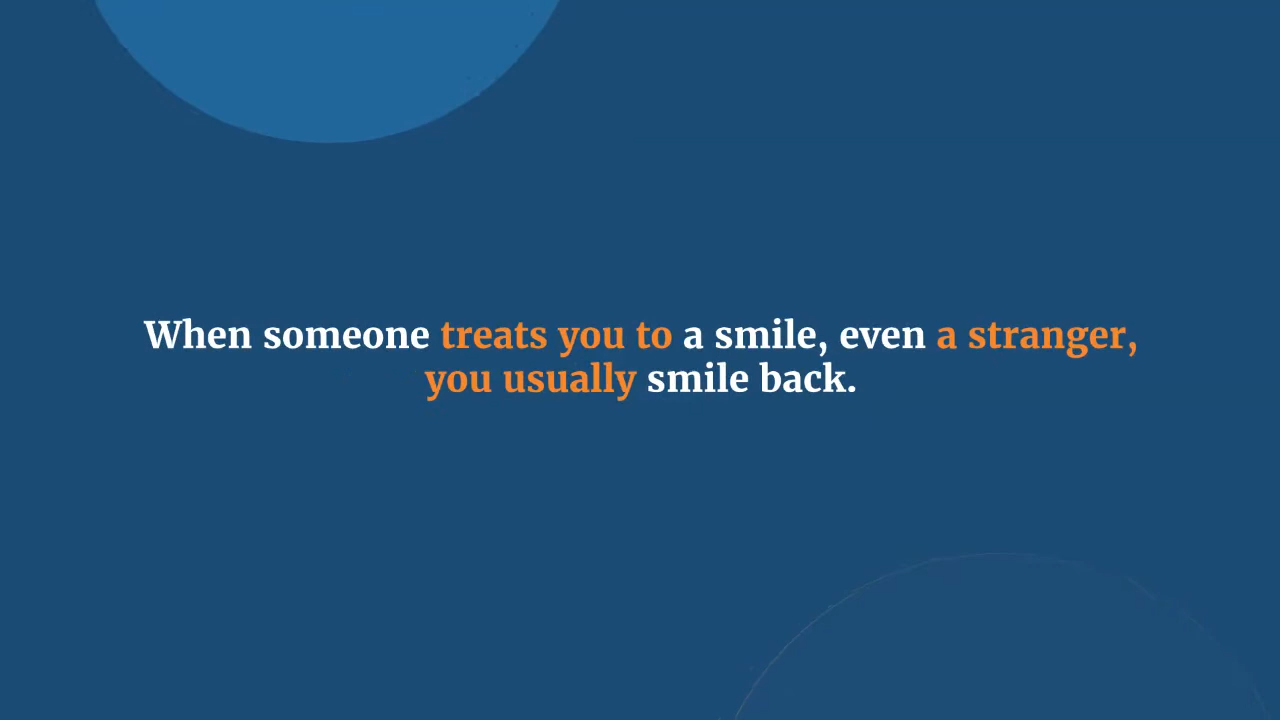 When someone treats you to a smile, even a stranger,
you usually smile back.